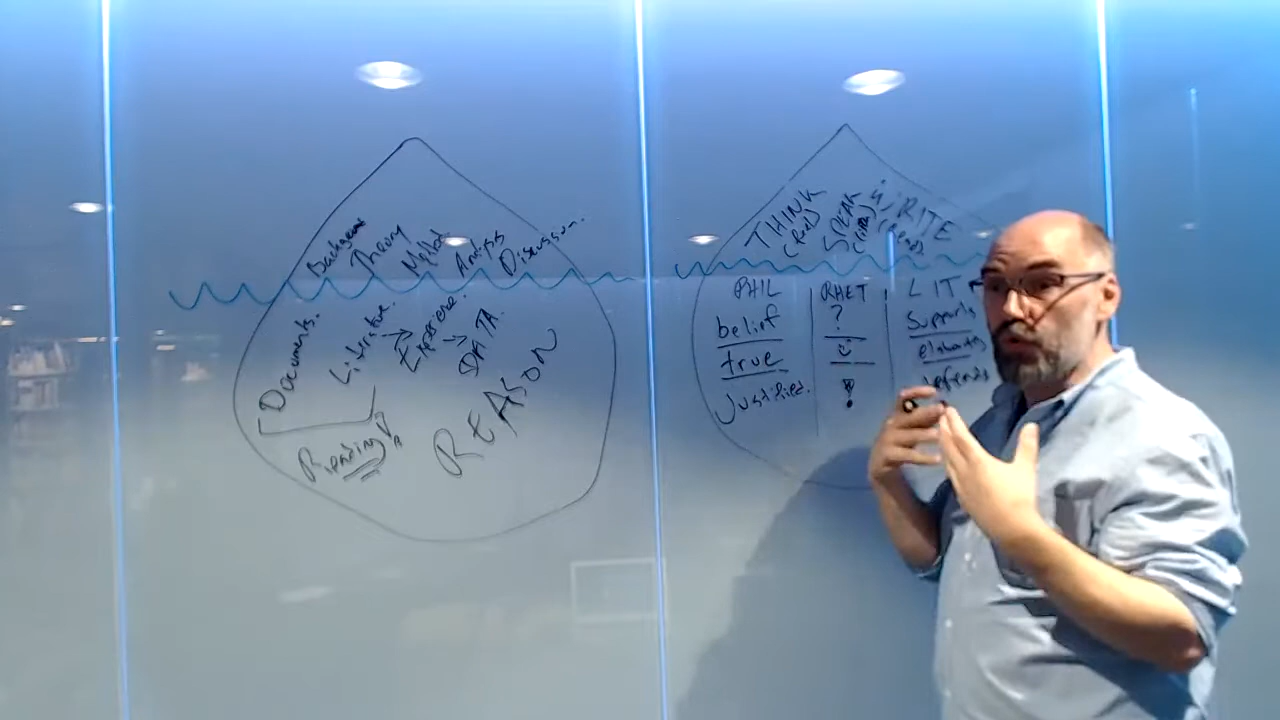 Background
Theory
Method
Analysis
Discussion.
Documents.
Literature.
Experience.
DATA.
Reading
REASON
THINK
SPEAK
WRITE
(Read)
PHIL
belief
true
Justified.
RHET
?
!
LIT
Supports
elaborates
defends